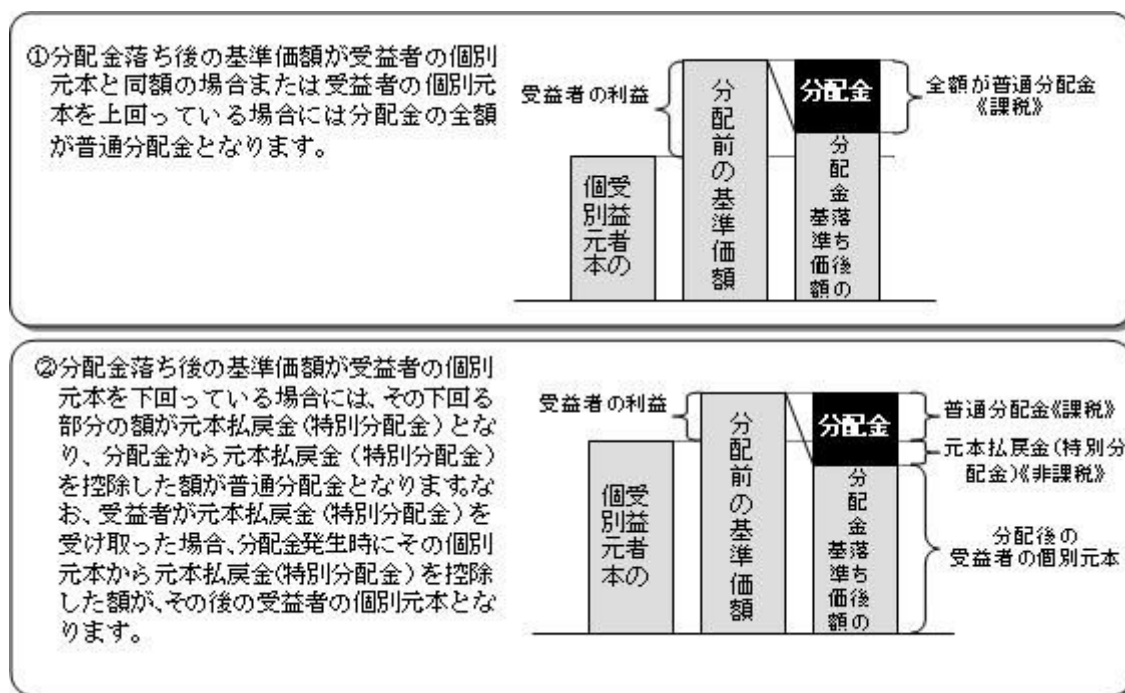 ①分配金落ち後の基準価額が受益者の個別
元本と同額の場合または受益者の個別元
本を上回っている場合には分配金の全額
が普通分配金となります。
受益者の利益
受益者の
個別元本
分配前の基準価額
分配金
分配金落ち後の
基準価額
全額が普通分配金
《課税》
②分配金落ち後の基準価額が受益者の個別
元本を下回っている場合には、その下回る
部分の額が元本払戻金(特別分配金)とな
り、分配金から元本払戻金(特別分配金)
を控除した額が普通分配金となります。な
お、受益者が元本払戻金(特別分配金)を
受け取った場合、分配金発生時にその個別
元本から元本払戻金(特別分配金)を控除
した額が、その後の受益者の個別元本とな
ります。
受益者の利益
受益者の
個別元本
分配前の基準価額
分配金
分配金落ち後の
基準価額
普通分配金《課税》
元本払戻金(特別分
配金)《非課税》
分配後の
受益者の個別元本